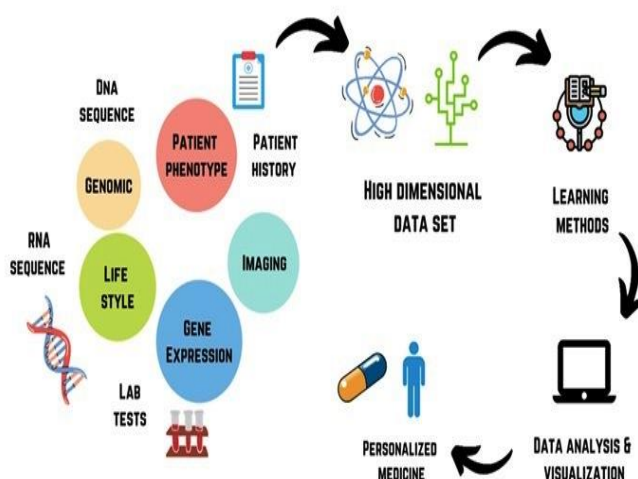 DNA
SEQUENCE
PATIENT
PHENOTYPE
PATIENT
HISTORY
GENOMIC
RNA
SEQUENCE
LIFE
STYLE
IMAGING
GENE
EXPRESSION
LAB
TESTS
HIGH DIMENSIONAL
DATA SET
LEARNING
METHODS
DATA ANALYSIS &
VISUALIZATION
PERSONALIZED
MEDICINE